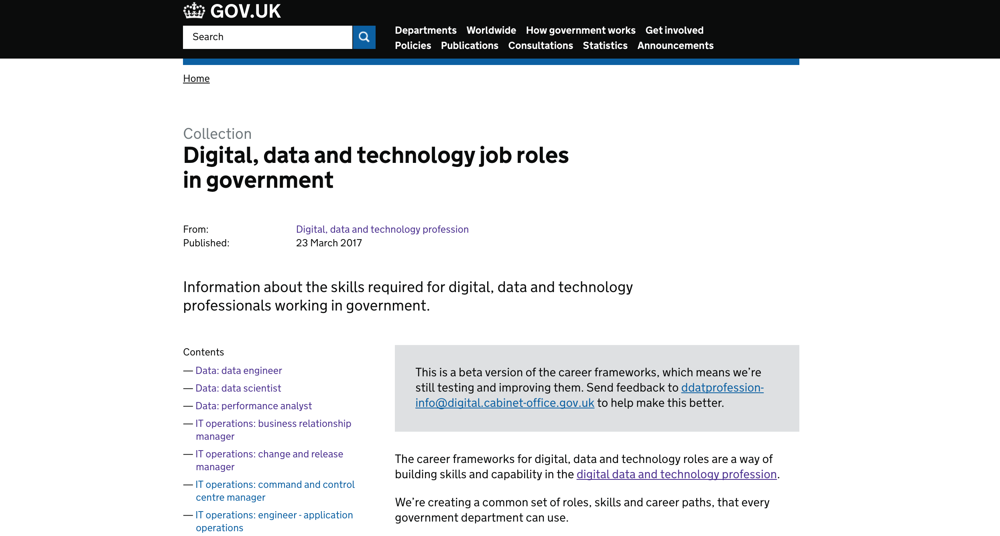 GOV.UK
Search
Departments Worldwide How government works Get involved
Policies Publications Consultations Statistics Announcements
Home
Collection
Digital, data and technology job roles
in government
From: Digital, data and technology profession
Published: 23 March 2017
Information about the skills required for digital, data and technology
professionals working in government.
Contents
— Data: data engineer
— Data: data scientist
— Data: performance analyst
— IT operations: business relationship
manager
— IT operations: change and release
manager
— IT operations: command and control
centre manager
— IT operations: engineer - application
operations
This is a beta version of the career frameworks, which means we’re
still testing and improving them. Send feedback to ddatprofession-
info@digital.cabinet-office.gov.uk to help make this better.
The career frameworks for digital, data and technology roles are a way of
building skills and capability in the digital data and technology profession.
We’re creating a common set of roles, skills and career paths, that every
government department can use.